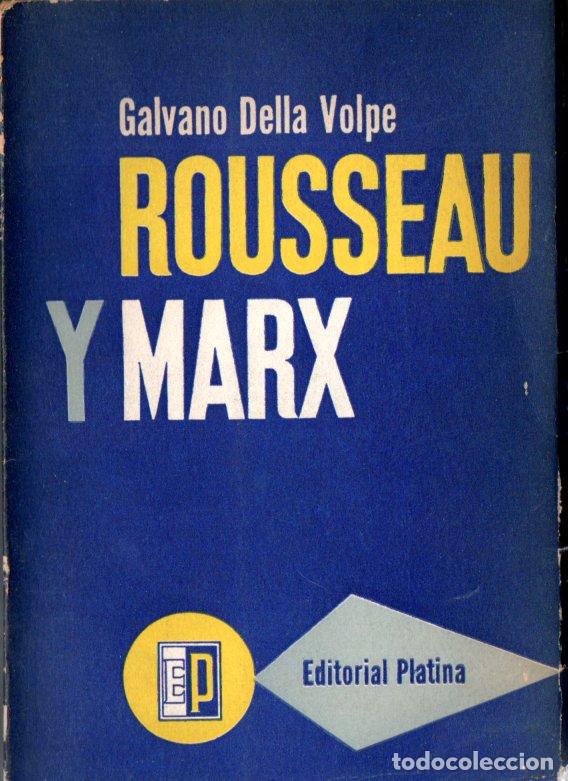 Galvano Della Volpe
ROUSSEAU
Y MARX
EP
Editorial Platina
todocoleccion